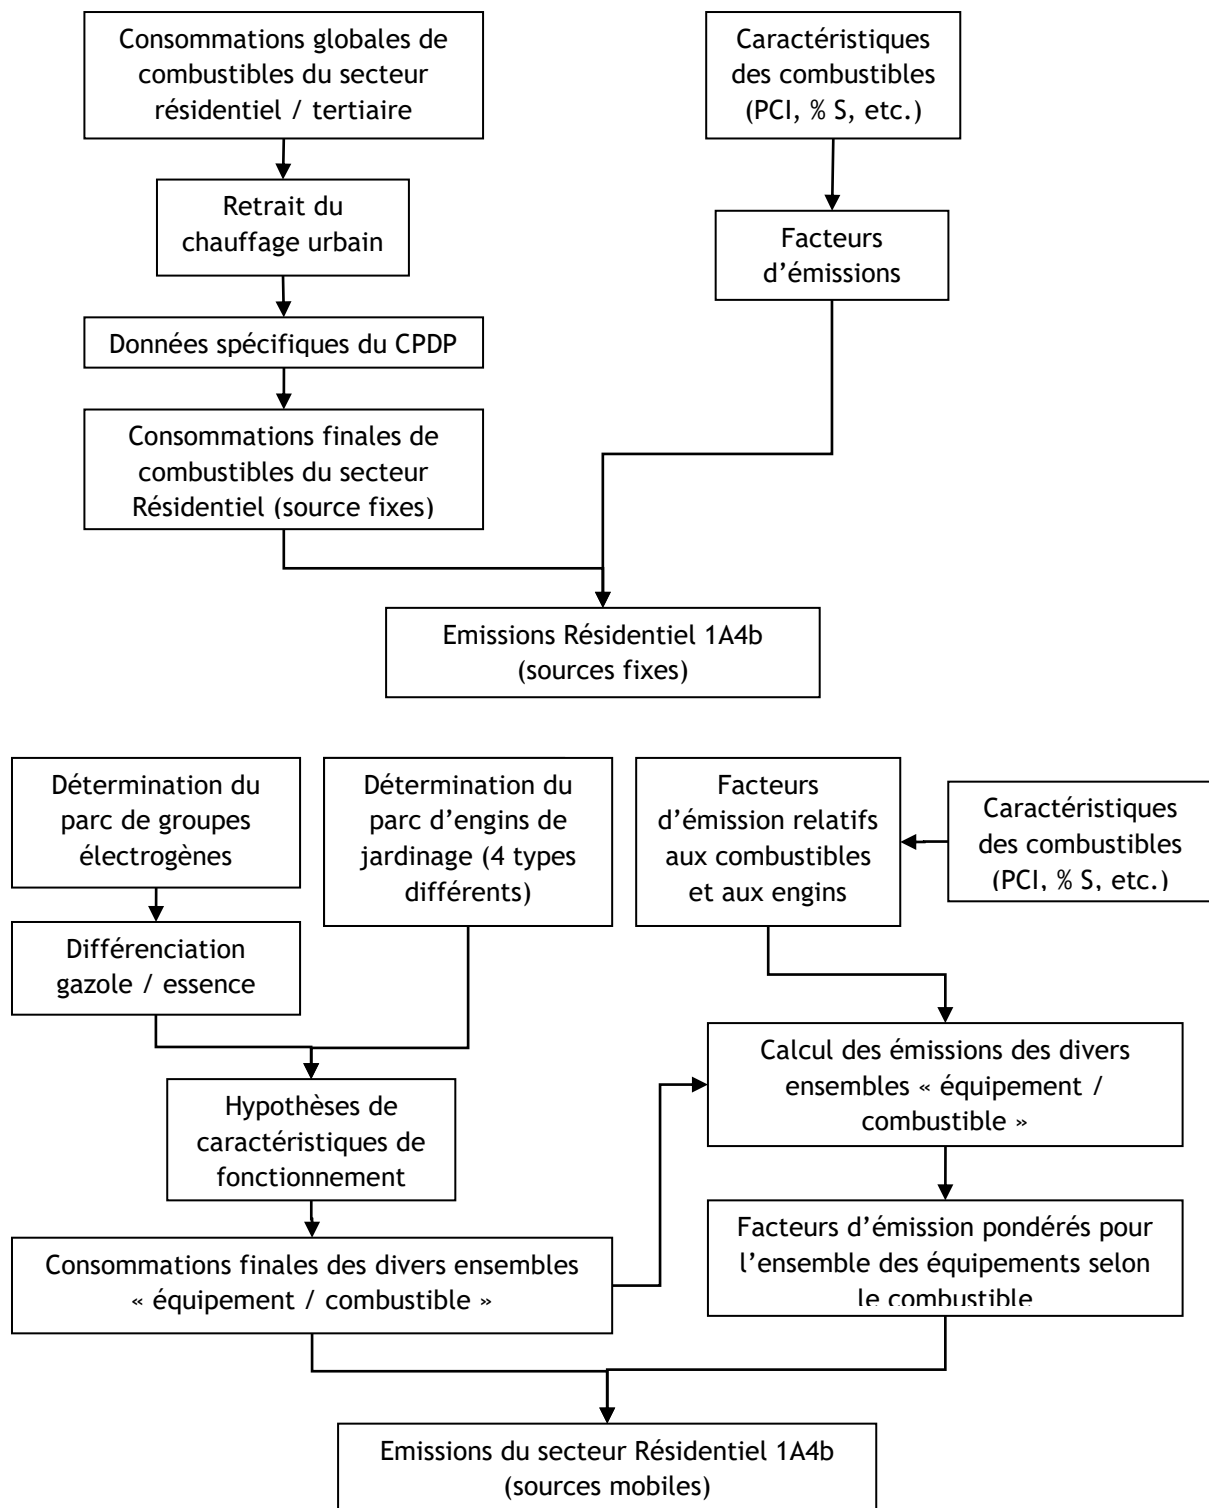 Consommations globales de
combustibles du secteur
résidentiel / tertiaire
Caractéristiques
des combustibles
(PCI, % S, etc.)
Retrait du
chauffage urbain
Facteurs
d’émissions
Données spécifiques du CPDP
Consommations finales de
combustibles du secteur
Résidentiel (source fixes)
Emissions Résidentiel 1A4b
(sources fixes)
Détermination du
parc de groupes
électrogènes
Détermination du
parc d’engins de
jardinage (4 types
différents)
Facteurs
d’émission relatifs
aux combustibles
et aux engins
Caractéristiques
des combustibles
(PCI, % S, etc.)
Différenciation
gazole / essence
Hypothèses de
caractéristiques de
fonctionnement
Calcul des émissions des divers
ensembles « équipement /
combustible »
Consommations finales des divers ensembles
« équipement / combustible »
Facteurs d’émission pondérés pour
l’ensemble des équipements selon
le combustible
Emissions du secteur Résidentiel 1A4b
(sources mobiles)